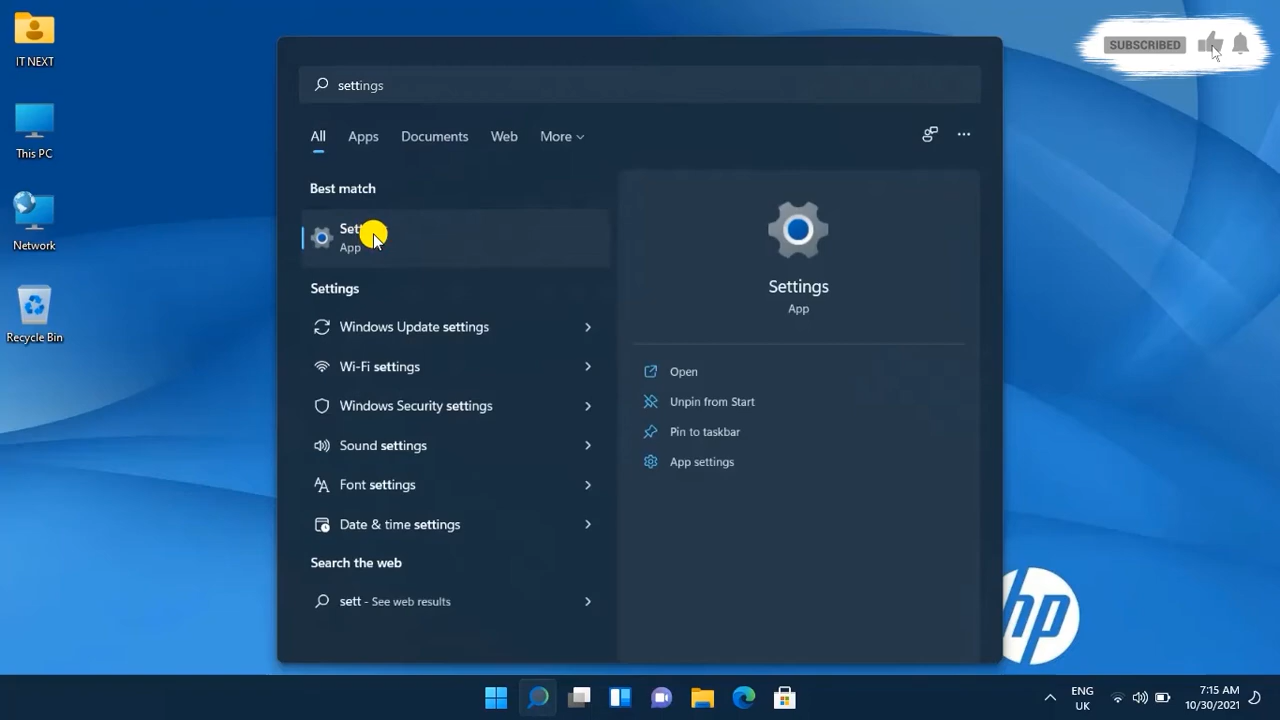 IT NEXT
This PC
Network
Recycle Bin
SUBSCRIBED
settings
All
Apps
Documents
Web
More
Best match
App
Settings
Windows Update settings
Wi-Fi settings
Windows Security settings
Sound settings
Font settings
Date & time settings
Search the web
sett - See web results
Settings
App
Open
Unpin from Start
Pin to taskbar
App settings
hp
ENG
UK
7:15 AM
10/30/2021